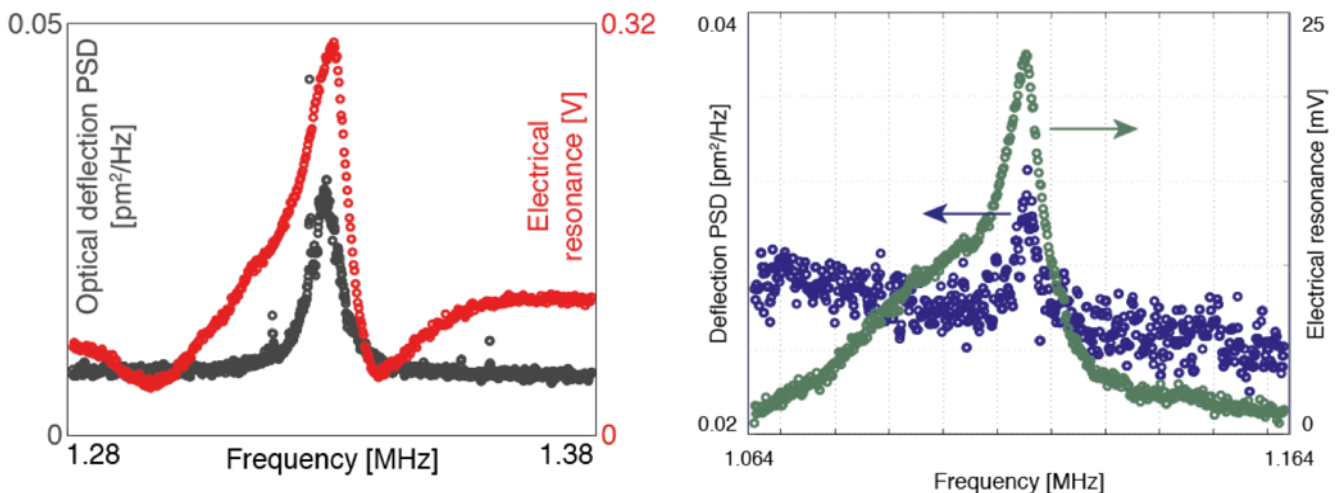 0.05
Optical deflection PSD
[pm²/Hz]
0
1.28
Frequency [MHz]
1.38
0.32
Electrical
resonance [V]
0
0.04
Deflection PSD [pm²/Hz]
0.02
1.064
Frequency [MHz]
1.164
25
Electrical resonance [mV]
0